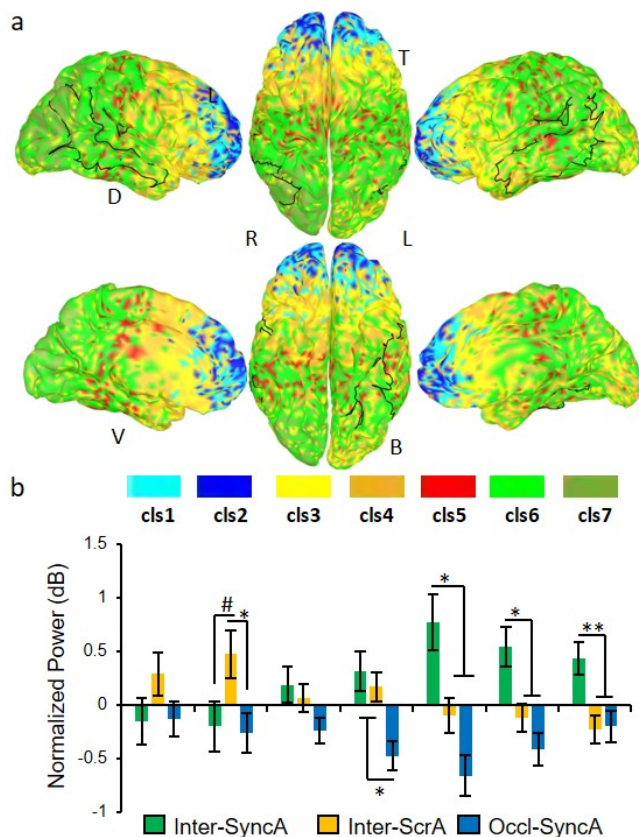 a
T
L
D
R
L
V
B
b
cls1 cls2 cls3 cls4 cls5 cls6 cls7
Normalized Power (dB)
1.5
1
0.5
0
-0.5
-1
# * * * * **
Inter-SyncA Inter-ScrA Occl-SyncA